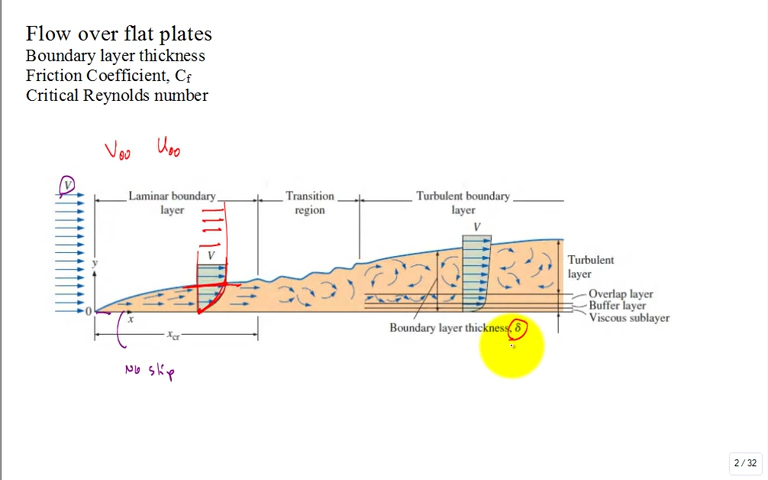 Flow over flat plates
Boundary layer thickness
Friction Coefficient, Cf
Critical Reynolds number
V∞ U∞
V
Laminar boundary
layer
Transition
region
Turbulent boundary
layer
V
V
y
Turbulent
layer
Overlap layer
Buffer layer
Viscous sublayer
0
x
Boundary layer thickness, δ
xcr
No slip
2 / 32